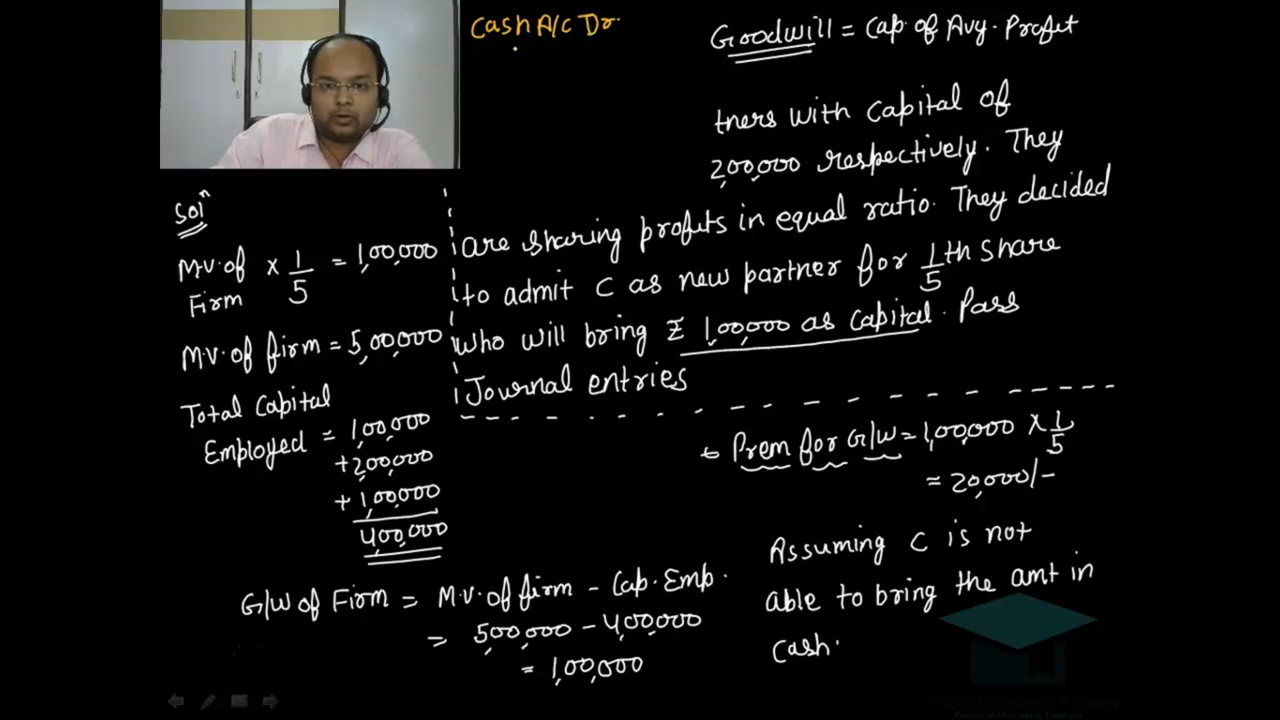 Cash A/c Dr.
Goodwill = Cap. of Avg. Profit
tners with capital of
2,00,000 respectively. They
are sharing profits in equal ratio. They decided
to admit C as new partner for 1/5th share
who will bring ₹ 1,00,000 as capital. Pass
Journal entries
Soln
M.V. of Firm × 1/5 = 1,00,000
M.V. of firm = 5,00,000
Total Capital
Employed = 1,00,000
+ 2,00,000
+ 1,00,000
4,00,000
G/W of Firm = M.V. of firm - Cap. Emp.
= 5,00,000 - 4,00,000
= 1,00,000
Prem for G/W = 1,00,000 × 1/5
= 20,000/-
Assuming C is not
able to bring the amt in
cash.